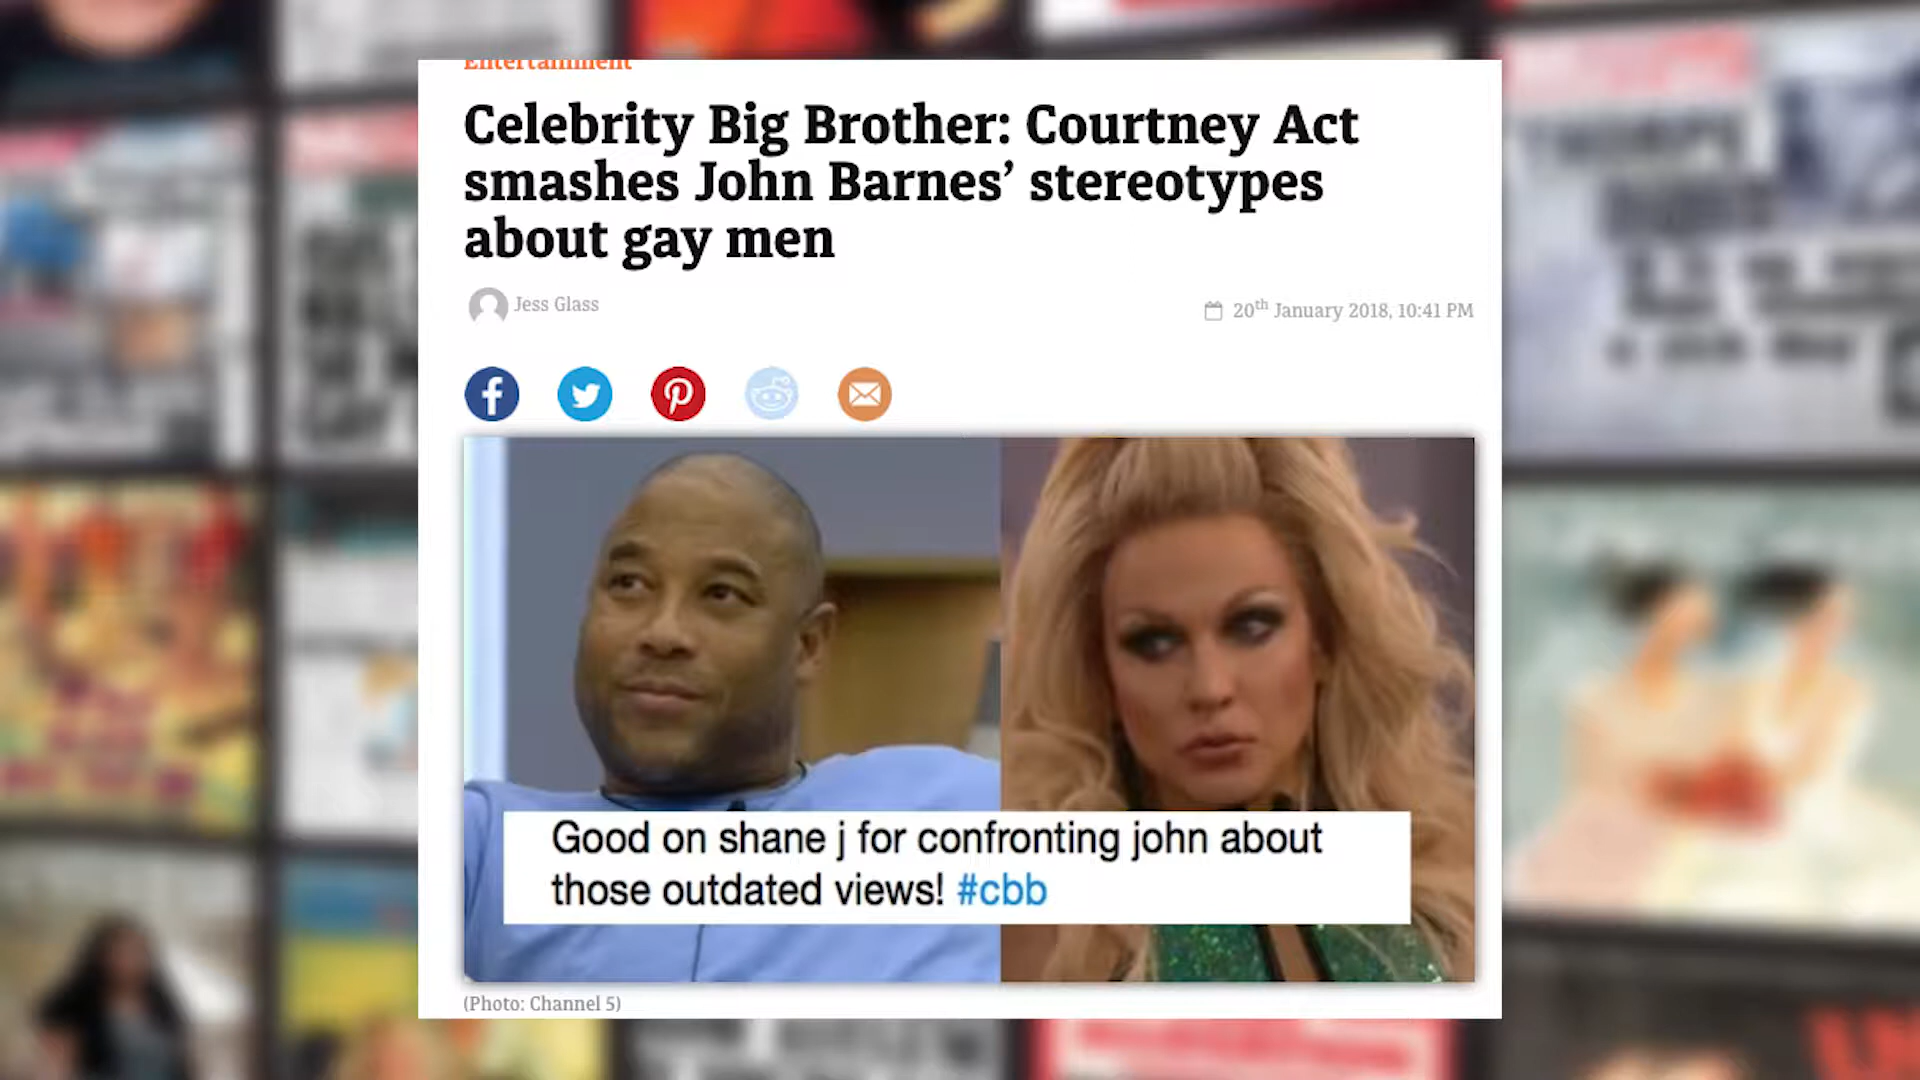 Entertainment
Celebrity Big Brother: Courtney Act
smashes John Barnes’ stereotypes
about gay men
Jess Glass
20th January 2018, 10:41 PM
Good on shane j for confronting john about
those outdated views! #cbb
(Photo: Channel 5)